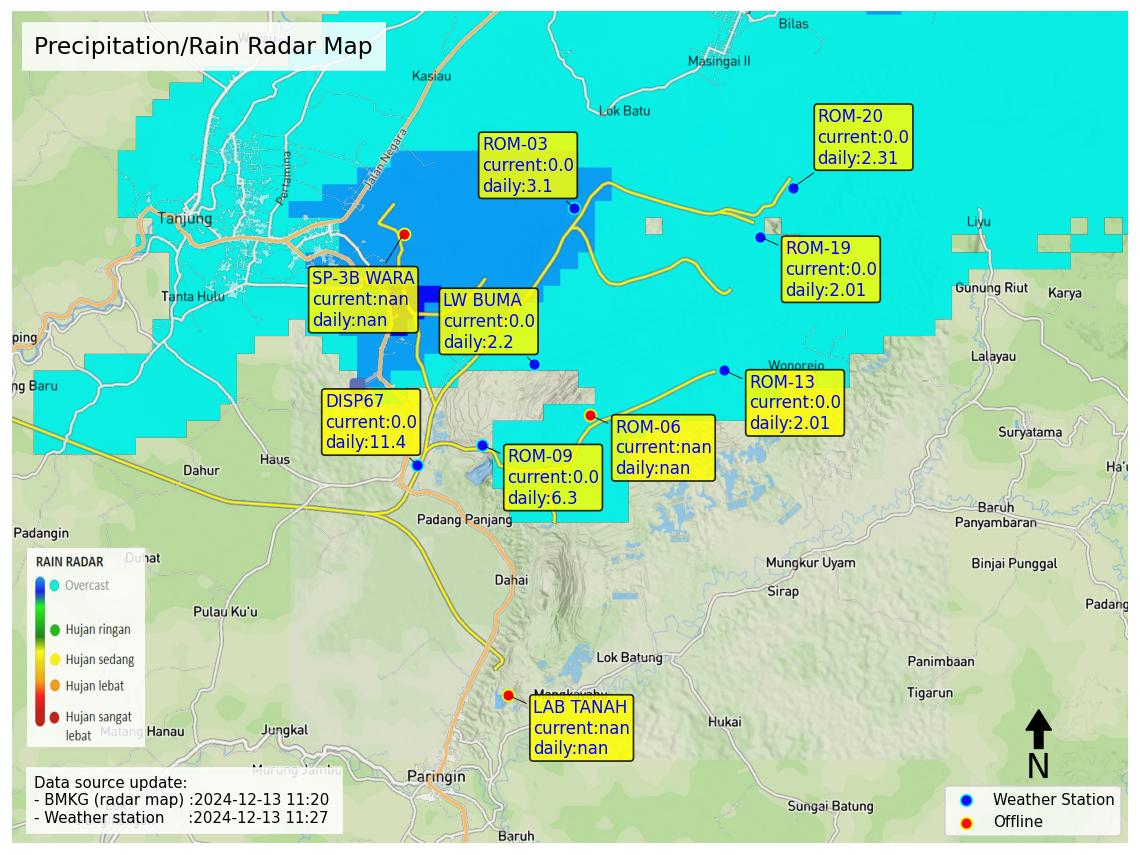 Precipitation/Rain Radar Map
Bilas
Masingai II
Kasiau
Lok Batu
Jalan Negara
Pertamina
Tanjung
Tanta Hulu
ROM-20
current:0.0
daily:2.31
ROM-03
current:0.0
daily:3.1
Liyu
ROM-19
current:0.0
daily:2.01
SP-3B WARA
current:nan
daily:nan
LW BUMA
current:0.0
daily:2.2
Gunung Riut
Karya
ping
Lalayau
Wonorejo
ng Baru
ROM-13
current:0.0
daily:2.01
DISP67
current:0.0
daily:11.4
ROM-06
current:nan
daily:nan
Suryatama
ROM-09
current:0.0
daily:6.3
Haus
Dahur
Ha'u
Padang Panjang
Baruh
Panyambaran
Padangin
Duhat
Mungkur Uyam
Binjai Punggal
Dahai
Sirap
Padang
Pulau Ku'u
RAIN RADAR
Overcast
Hujan ringan
Hujan sedang
Hujan lebat
Hujan sangat
lebat
Lok Batung
Panimbaan
Tigarun
Mangkayahu
LAB TANAH
current:nan
daily:nan
Hukai
Matang Hanau
Jungkal
Murung Jambu
Paringin
N
Sungai Batung
Baruh
Data source update:
- BMKG (radar map) :2024-12-13 11:20
- Weather station :2024-12-13 11:27
Weather Station
Offline